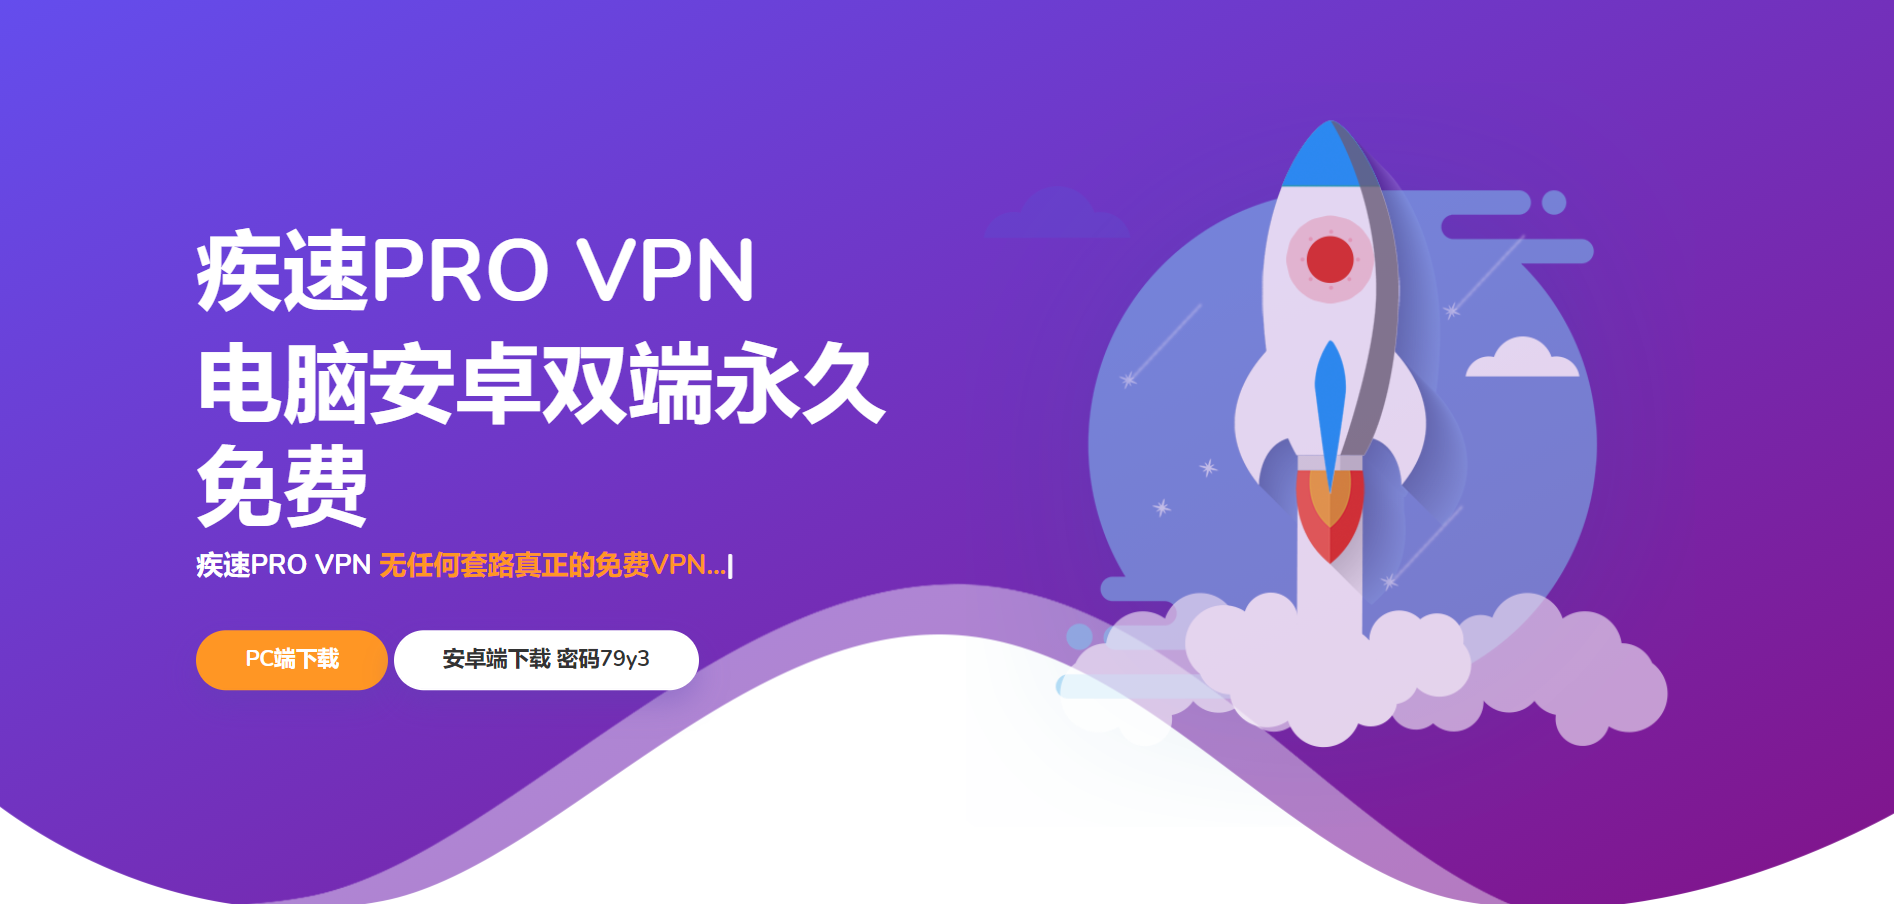 疾速PRO VPN
电脑安卓双端永久
免费
疾速PRO VPN 无任何套路真正的免费VPN...|
PC端下载
安卓端下载 密码79y3